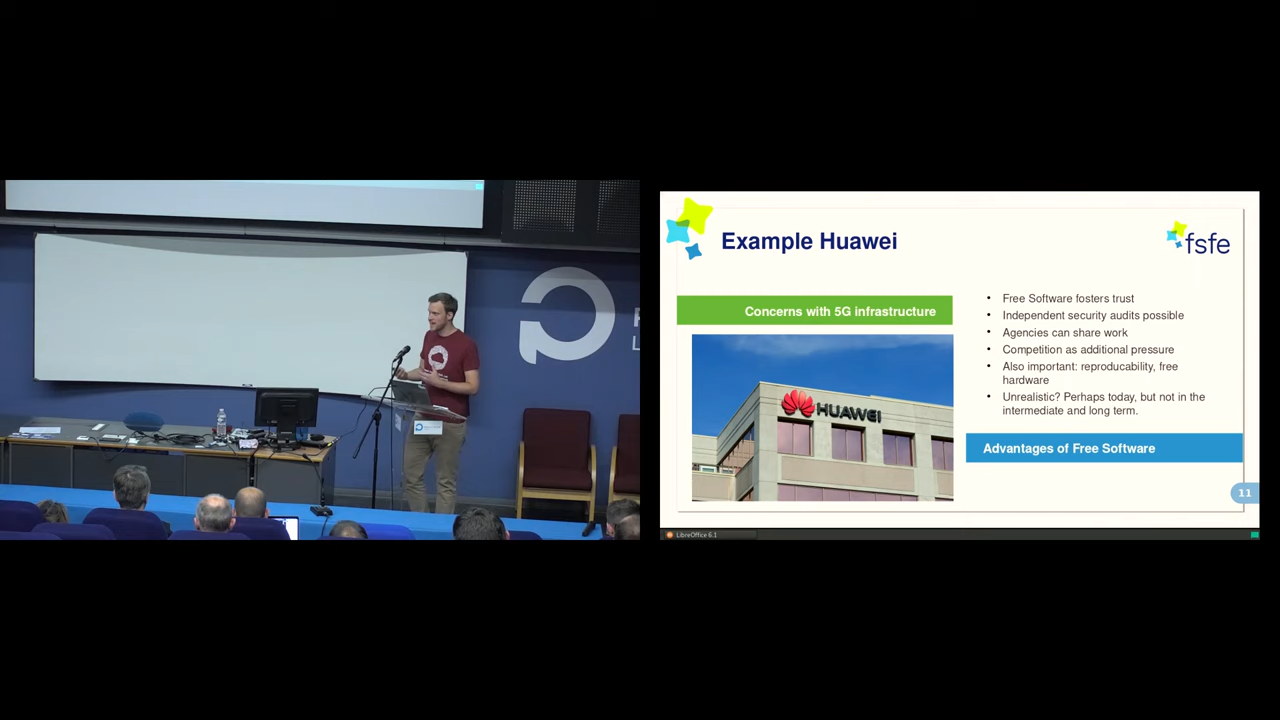 Example Huawei
fsfe
Concerns with 5G infrastructure
HUAWEI
• Free Software fosters trust
• Independent security audits possible
• Agencies can share work
• Competition as additional pressure
• Also important: reproducability, free
hardware
• Unrealistic? Perhaps today, but not in the
intermediate and long term.
Advantages of Free Software
11
LibreOffice 6.1